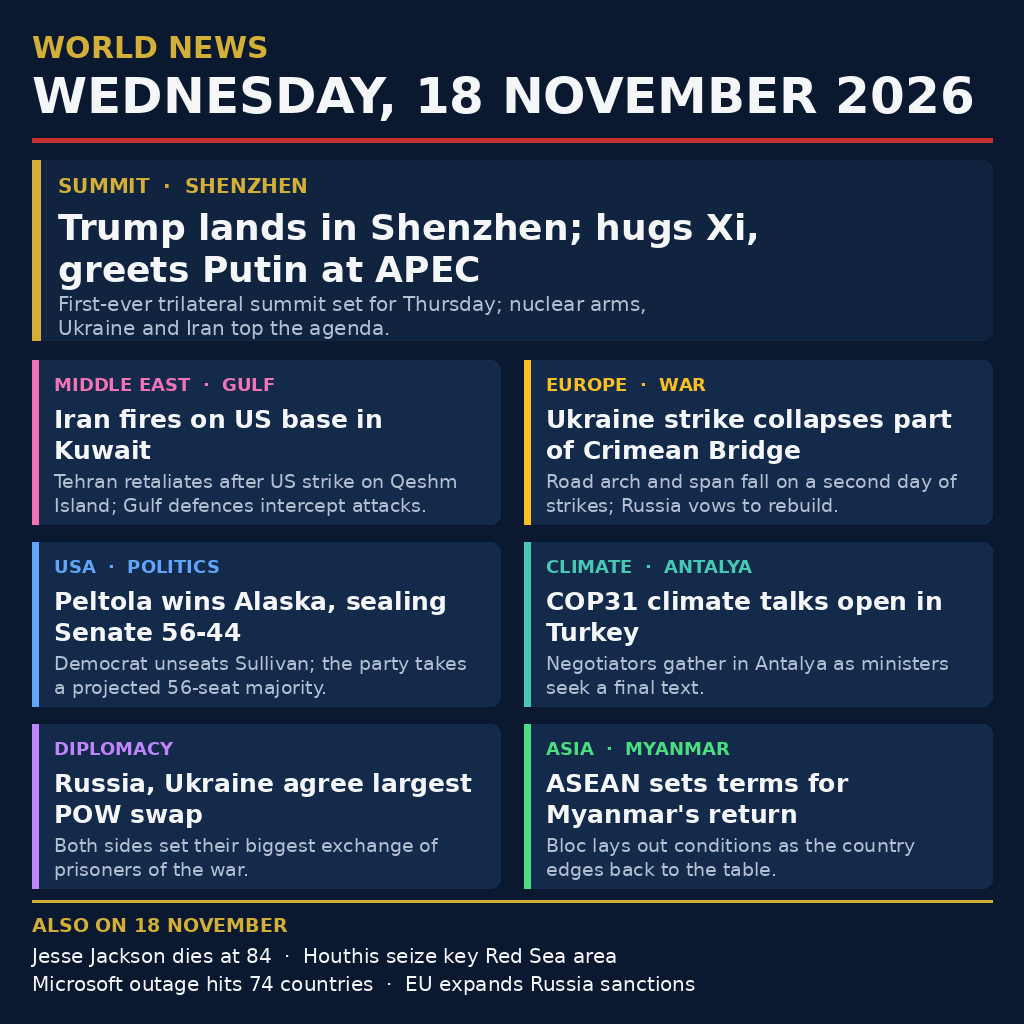 WORLD NEWS
WEDNESDAY, 18 NOVEMBER 2026
SUMMIT · SHENZHEN
Trump lands in Shenzhen; hugs Xi,
greets Putin at APEC
First-ever trilateral summit set for Thursday; nuclear arms,
Ukraine and Iran top the agenda.
MIDDLE EAST · GULF
Iran fires on US base in
Kuwait
Tehran retaliates after US strike on Qeshm
Island; Gulf defences intercept attacks.
EUROPE · WAR
Ukraine strike collapses part
of Crimean Bridge
Road arch and span fall on a second day of
strikes; Russia vows to rebuild.
USA · POLITICS
Peltola wins Alaska, sealing
Senate 56-44
Democrat unseats Sullivan; the party takes
a projected 56-seat majority.
CLIMATE · ANTALYA
COP31 climate talks open in
Turkey
Negotiators gather in Antalya as ministers
seek a final text.
DIPLOMACY
Russia, Ukraine agree largest
POW swap
Both sides set their biggest exchange of
prisoners of the war.
ASIA · MYANMAR
ASEAN sets terms for
Myanmar's return
Bloc lays out conditions as the country
edges back to the table.
ALSO ON 18 NOVEMBER
Jesse Jackson dies at 84 · Houthis seize key Red Sea area
Microsoft outage hits 74 countries · EU expands Russia sanctions